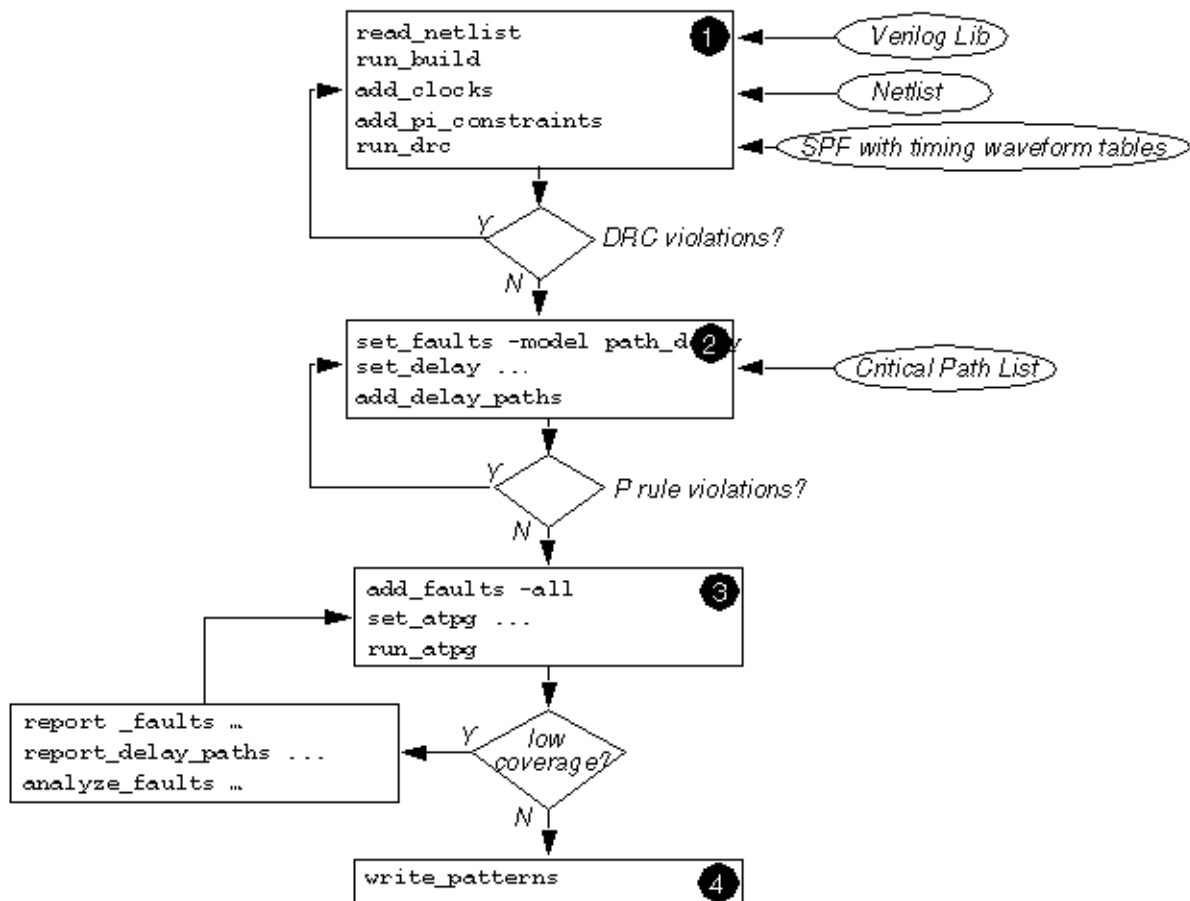 read_netlist
1
Verilog Lib
run_build
add_clocks
Netlist
add_pi_constraints
run_drc
SPF with timing waveform tables
Y
DRC violations?
N
set_faults -model path_delay
2
set_delay ...
Critical Path List
add_delay_paths
Y
P rule violations?
N
add_faults -all
3
set_atpg ...
run_atpg
report _faults …
report_delay_paths ...
analyze_faults …
Y
low
coverage?
N
write_patterns
4